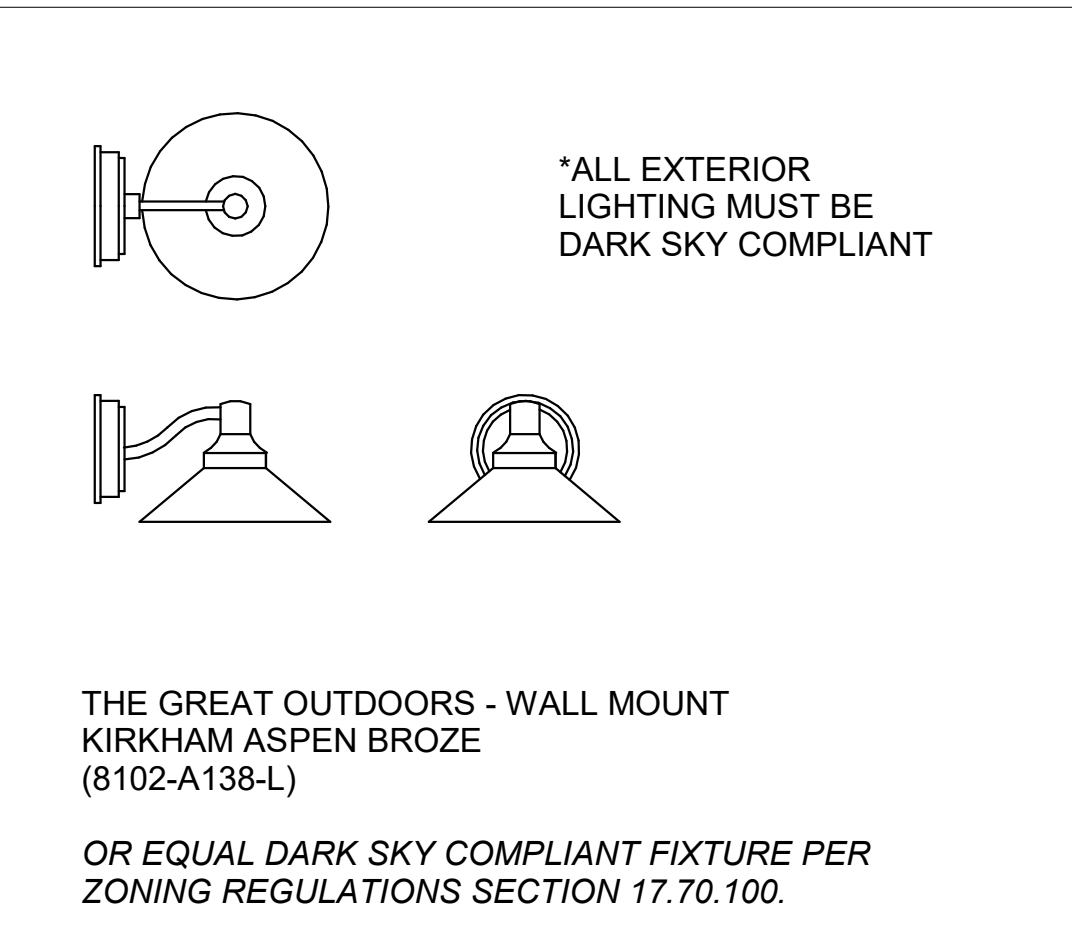 *ALL EXTERIOR
LIGHTING MUST BE
DARK SKY COMPLIANT
THE GREAT OUTDOORS - WALL MOUNT
KIRKHAM ASPEN BROZE
(8102-A138-L)
OR EQUAL DARK SKY COMPLIANT FIXTURE PER
ZONING REGULATIONS SECTION 17.70.100.